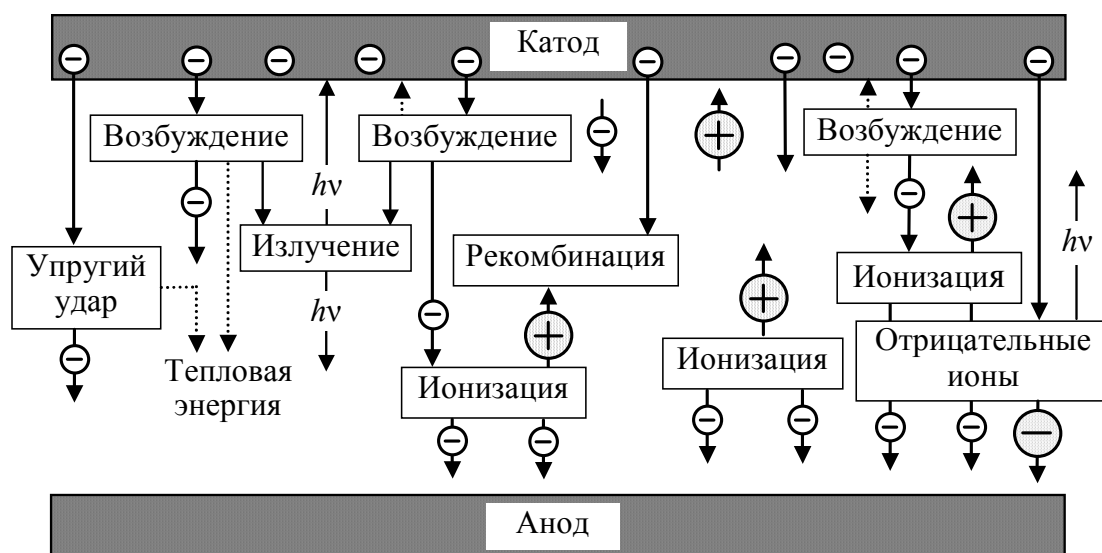 Катод
Возбуждение
Возбуждение
Возбуждение
hν
hν
Излучение
Рекомбинация
Упругий
удар
Ионизация
hν
Тепловая
энергия
Ионизация
Ионизация
Отрицательные
ионы
Анод